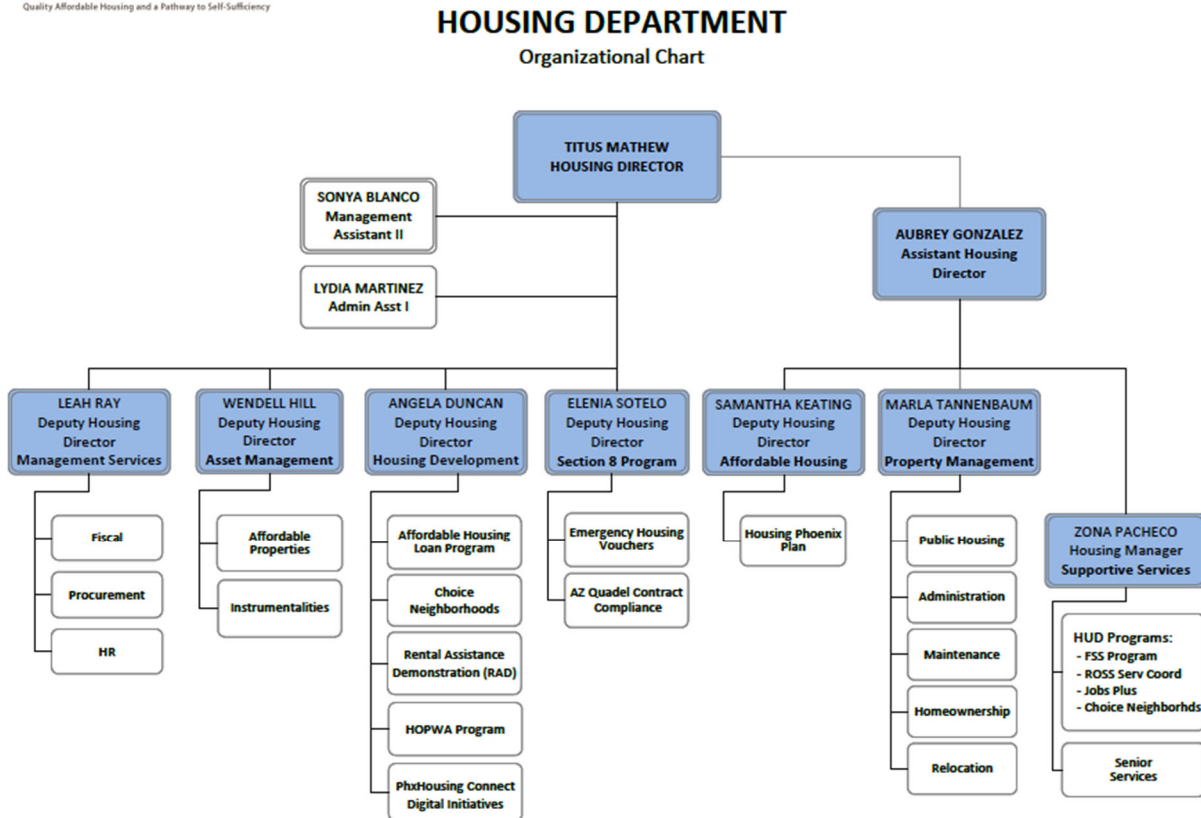 Quality Affordable Housing and a Pathway to Self-Sufficiency
HOUSING DEPARTMENT
Organizational Chart
TITUS MATHEW
HOUSING DIRECTOR
SONYA BLANCO
Management
Assistant II
LYDIA MARTINEZ
Admin Asst I
AUBREY GONZALEZ
Assistant Housing
Director
LEAH RAY
Deputy Housing
Director
Management Services
WENDELL HILL
Deputy Housing
Director
Asset Management
ANGELA DUNCAN
Deputy Housing
Director
Housing Development
ELENIA SOTELO
Deputy Housing
Director
Section 8 Program
SAMANTHA KEATING
Deputy Housing
Director
Affordable Housing
MARLA TANNENBAUM
Deputy Housing
Director
Property Management
ZONA PACHECO
Housing Manager
Supportive Services
Fiscal
Procurement
HR
Affordable
Properties
Instrumentalities
Affordable Housing
Loan Program
Choice
Neighborhoods
Rental Assistance
Demonstration (RAD)
HOPWA Program
PhxHousing Connect
Digital Initiatives
Emergency Housing
Vouchers
AZ Quadel Contract
Compliance
Housing Phoenix
Plan
Public Housing
Administration
Maintenance
Homeownership
Relocation
HUD Programs:
- FSS Program
- ROSS Serv Coord
- Jobs Plus
- Choice Neighborhds
Senior
Services